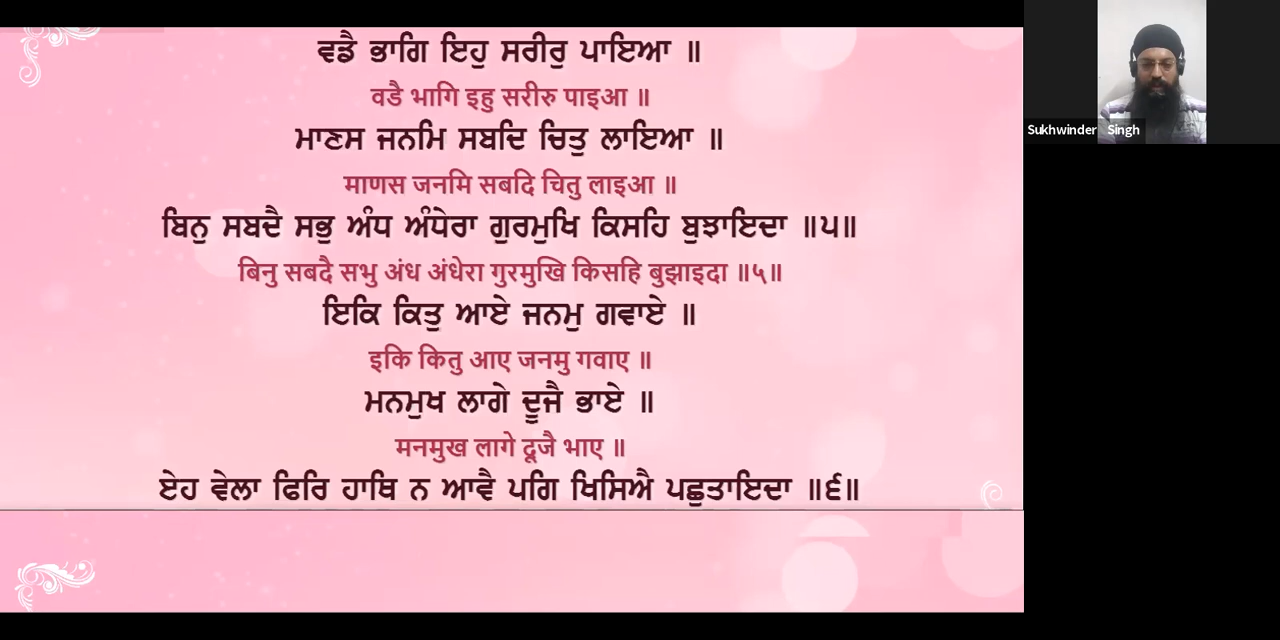 ਵਡੈ ਭਾਗਿ ਇਹੁ ਸਰੀਰੁ ਪਾਇਆ ॥
वडै भागि इहु सरीरु पाइआ ॥
ਮਾਣਸ ਜਨਮਿ ਸਬਦਿ ਚਿਤੁ ਲਾਇਆ ॥
माणस जनमि सबदि चितु लाइआ ॥
ਬਿਨੁ ਸਬਦੈ ਸਭੁ ਅੰਧ ਅੰਧੇਰਾ ਗੁਰਮੁਖਿ ਕਿਸਹਿ ਬੁਝਾਇਦਾ ॥੫॥
बिनु सबदै सभु अंध अंधेरा गुरमुखि किसहि बुझाइदा ॥५॥
ਇਕਿ ਕਿਤੁ ਆਏ ਜਨਮੁ ਗਵਾਏ ॥
इकि कितु आए जनमु गवाए ॥
ਮਨਮੁਖ ਲਾਗੇ ਦੂਜੈ ਭਾਏ ॥
मनमुख लागे दूजै भाए ॥
ਏਹ ਵੇਲਾ ਫਿਰਿ ਹਾਥਿ ਨ ਆਵੈ ਪਗਿ ਖਿਸਿਐ ਪਛੁਤਾਇਦਾ ॥੬॥
Sukhwinder Singh